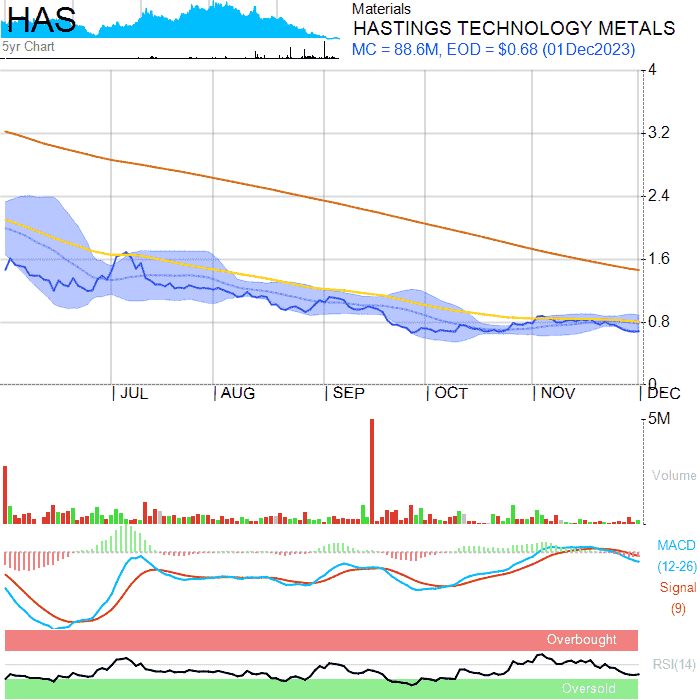 HAS
5yr Chart
Materials
HASTINGS TECHNOLOGY METALS
MC = 88.6M, EOD = $0.68 (01Dec2023)
4
3.2
2.4
1.6
0.8
0
JUL
AUG
SEP
OCT
NOV
DEC
5M
Volume
MACD
(12-26)
Signal
(9)
Overbought
RSI(14)
Oversold